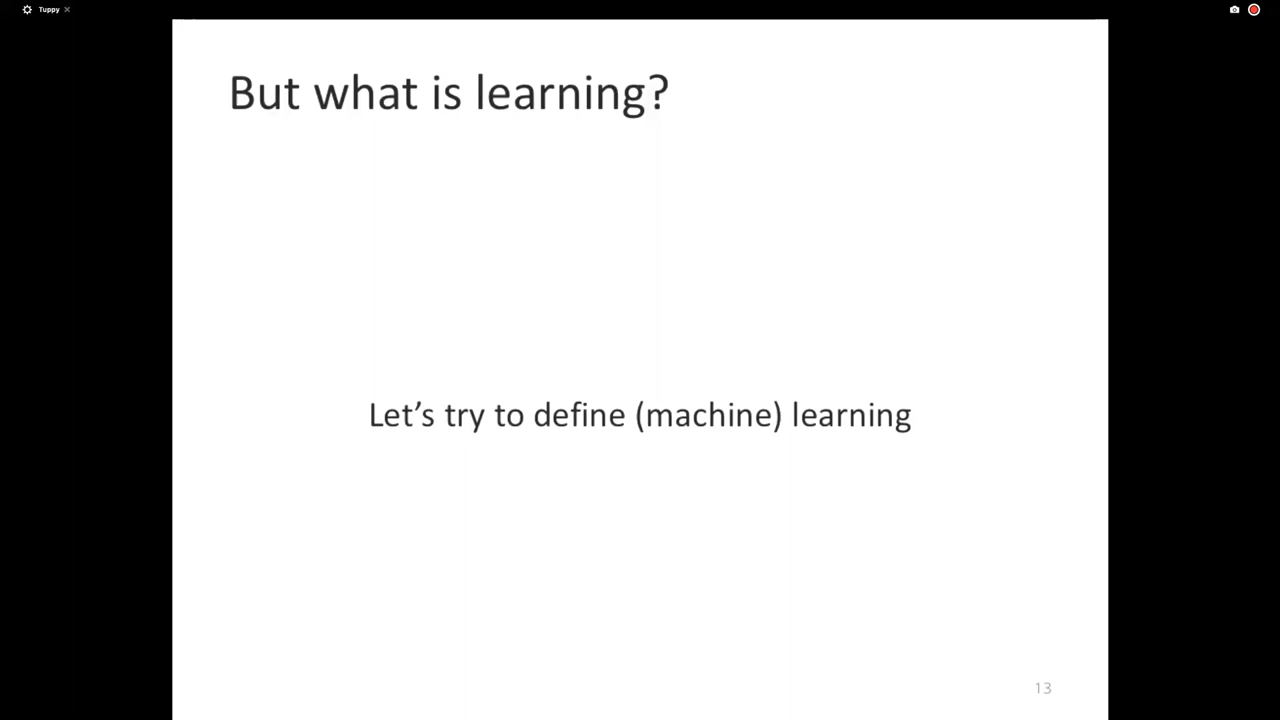 Tuppy
But what is learning?
Let’s try to define (machine) learning
13